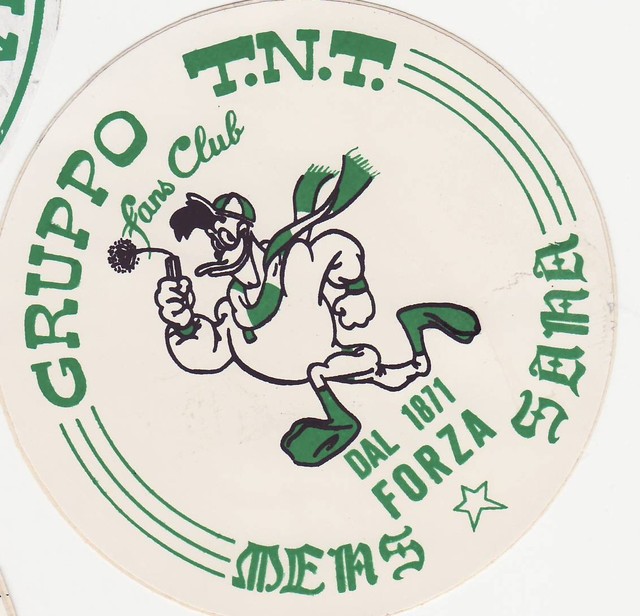 GRUPPO T.N.T.
Fans Club
DAL 1871
FORZA
MENS SANA